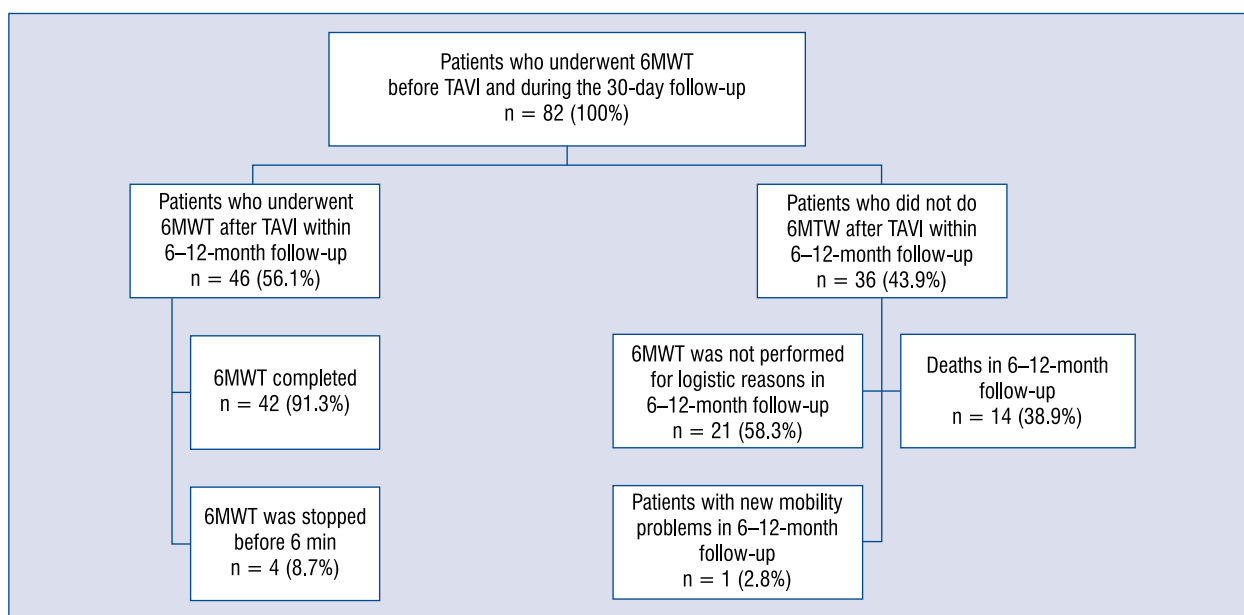 Patients who underwent 6MWT
before TAVI and during the 30-day follow-up
n = 82 (100%)
Patients who underwent
6MWT after TAVI within
6–12-month follow-up
n = 46 (56.1%)
Patients who did not do
6MTW after TAVI within
6–12-month follow-up
n = 36 (43.9%)
6MWT completed
n = 42 (91.3%)
6MWT was not performed
for logistic reasons in
6–12-month follow-up
n = 21 (58.3%)
Deaths in 6–12-month
follow-up
n = 14 (38.9%)
6MWT was stopped
before 6 min
n = 4 (8.7%)
Patients with new mobility
problems in 6–12-month
follow-up
n = 1 (2.8%)